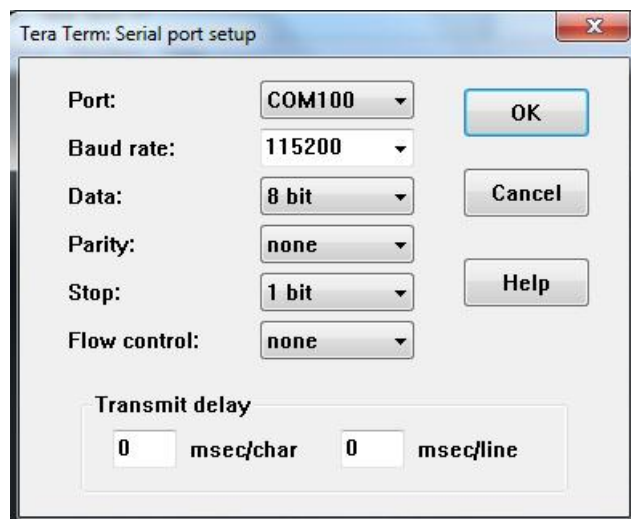 Tera Term: Serial port setup
Port: COM100 OK
Baud rate: 115200
Data: 8 bit Cancel
Parity: none
Stop: 1 bit Help
Flow control: none
Transmit delay
0 msec/char 0 msec/line